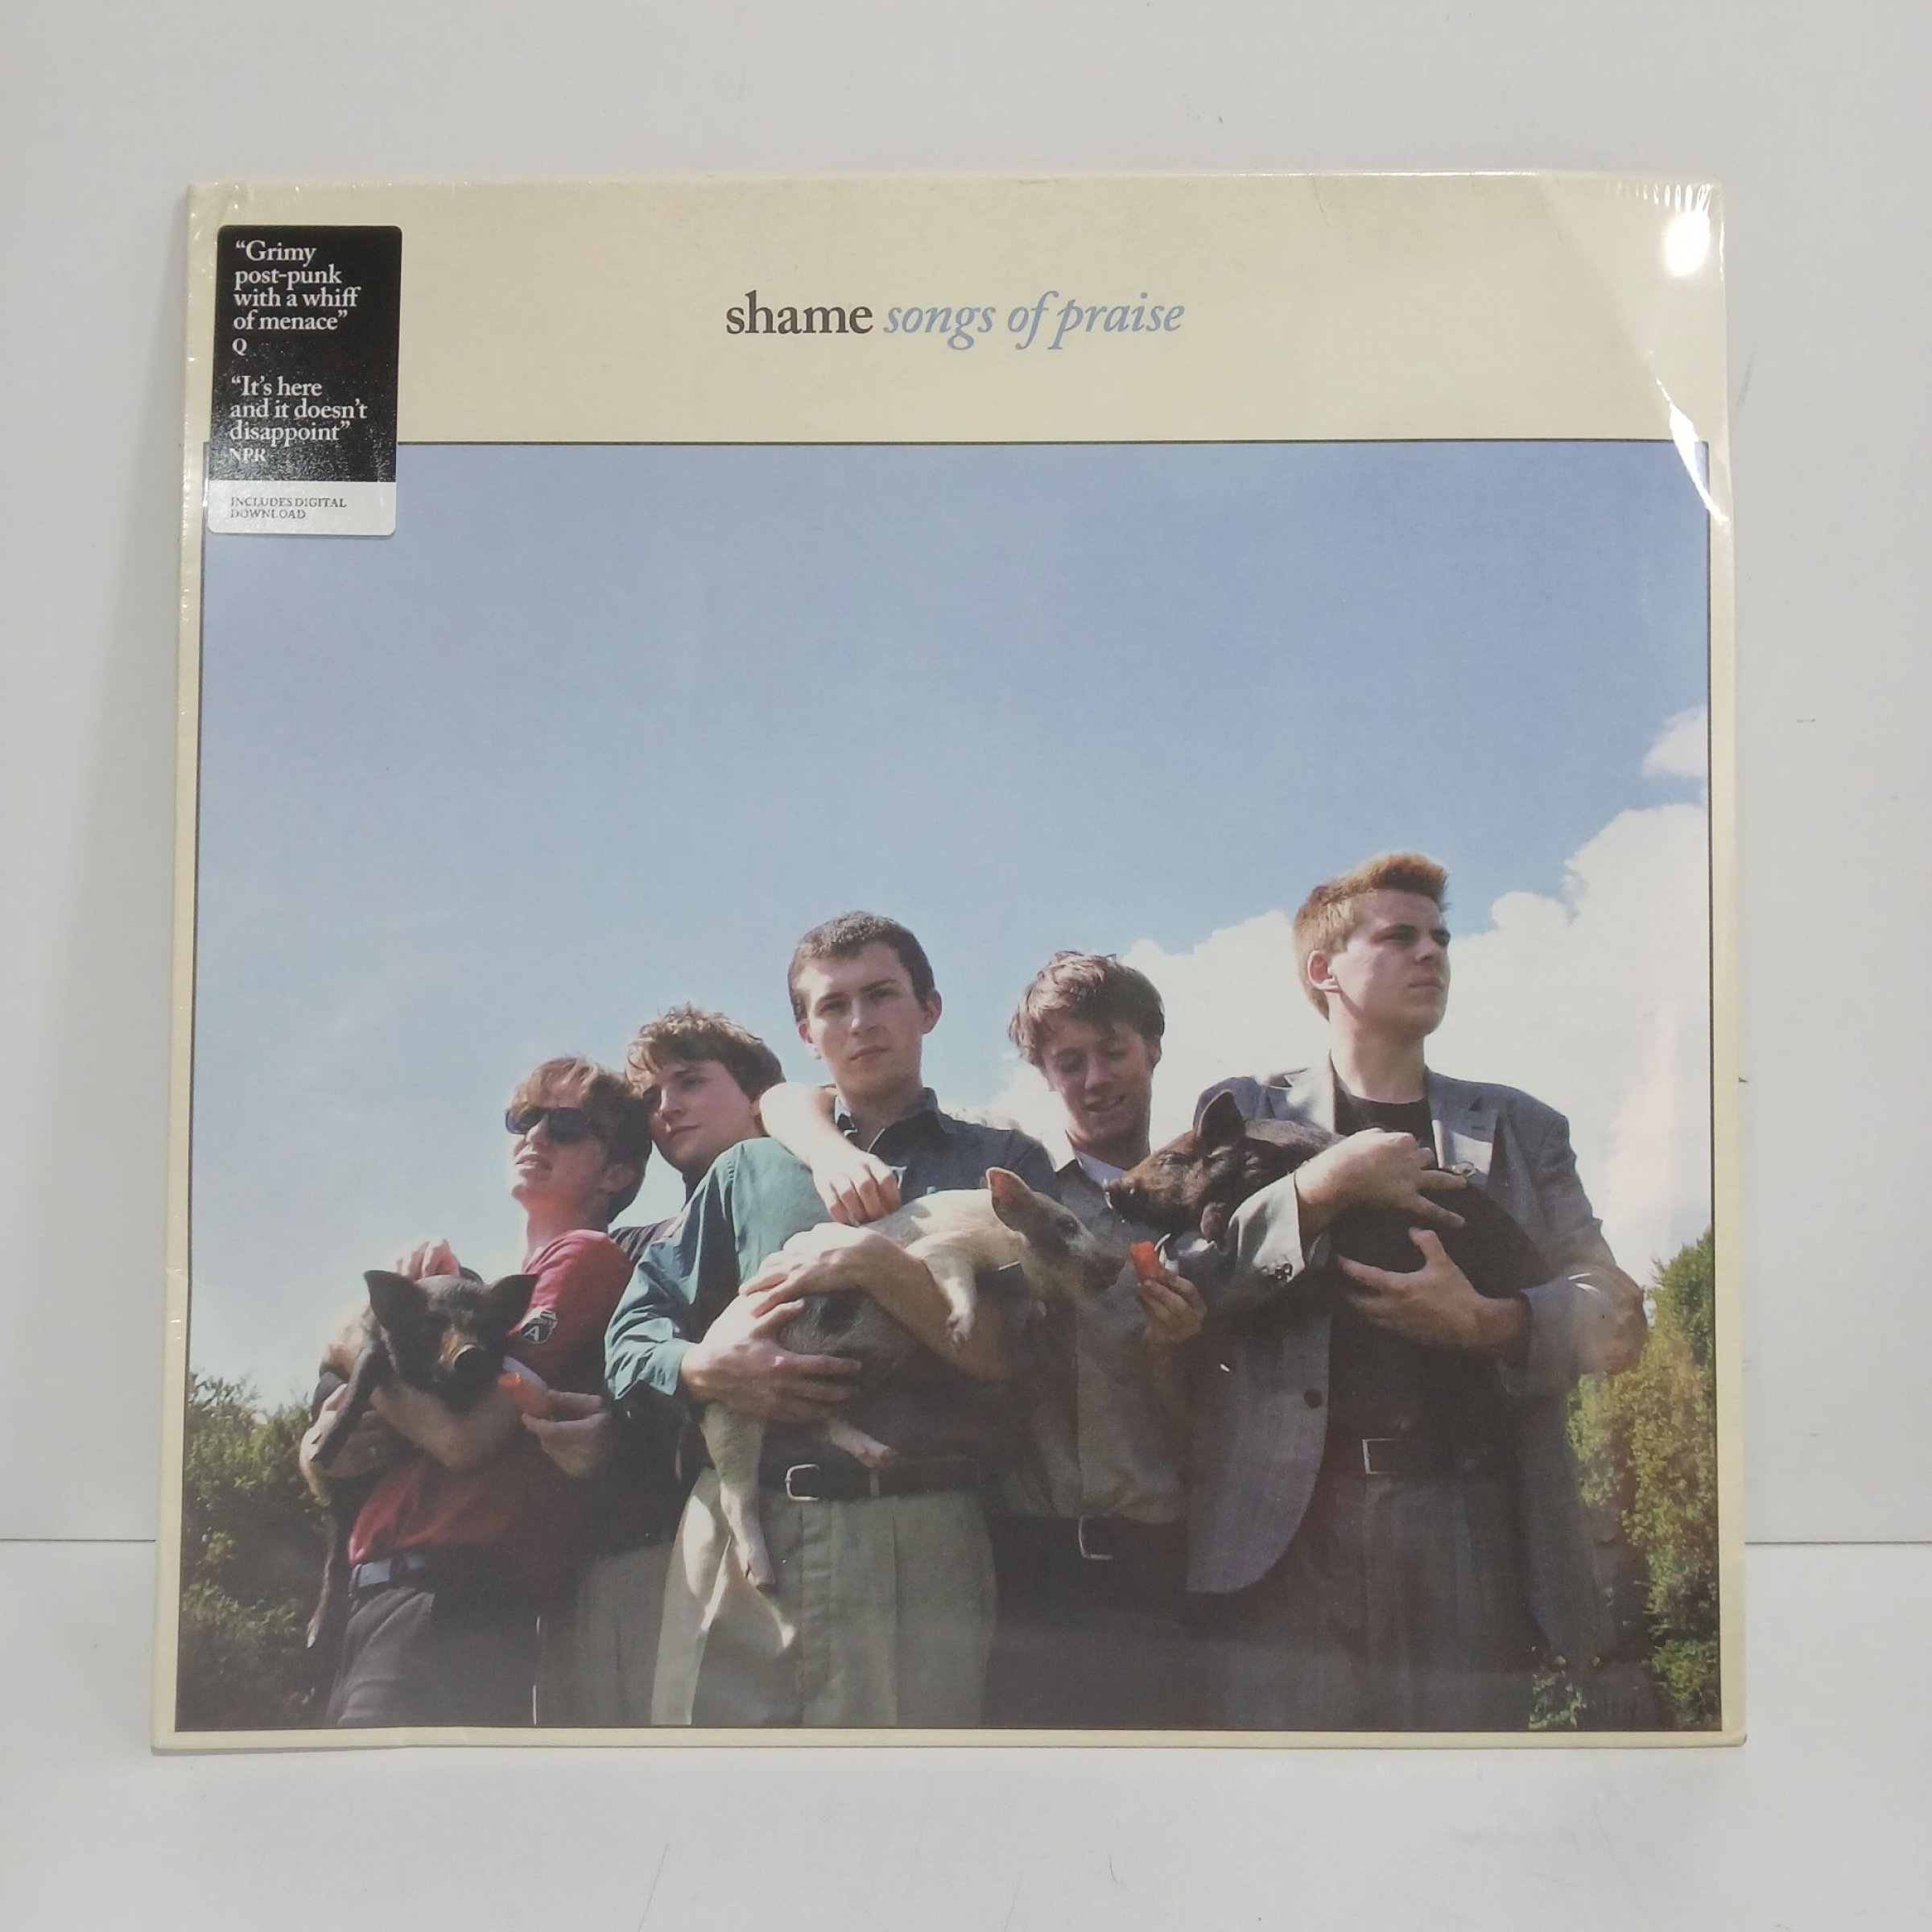 "Grimy
post-punk
with a whiff
of menace"
Q
"It's here
and it doesn't
disappoint"
NPR
INCLUDES DIGITAL
DOWNLOAD
shame songs of praise
A